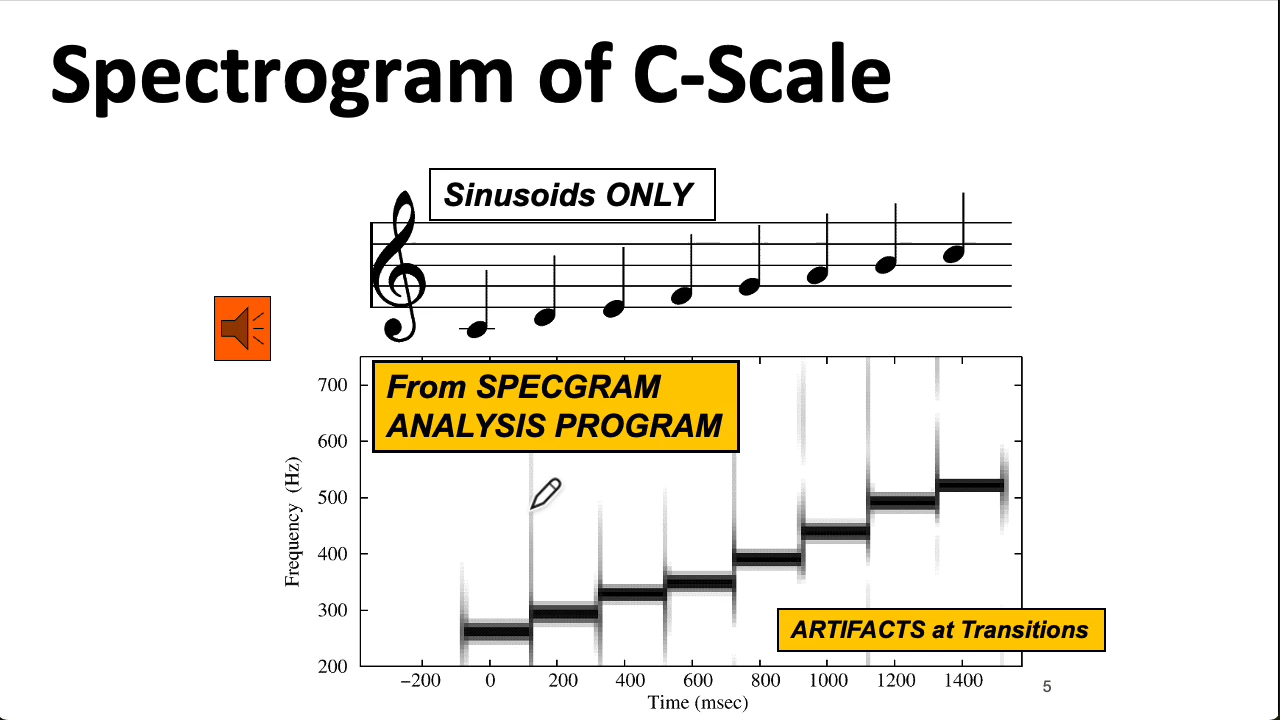 Spectrogram of C-Scale
Sinusoids ONLY
From SPECGRAM
ANALYSIS PROGRAM
700
600
500
400
300
200
Frequency (Hz)
ARTIFACTS at Transitions
−200 0 200 400 600 800 1000 1200 1400
Time (msec)
5